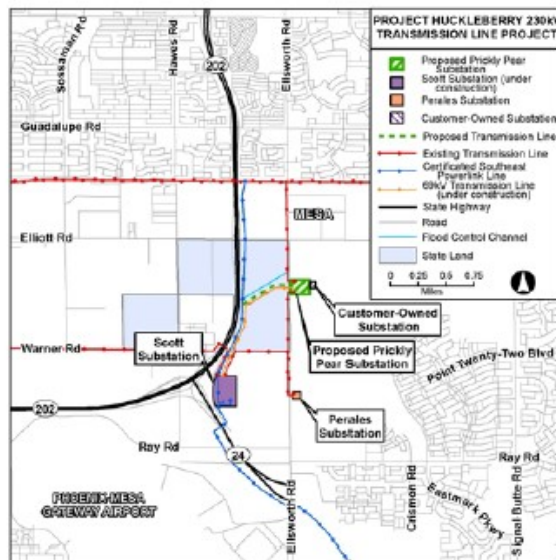 PROJECT HUCKLEBERRY 230kV
TRANSMISSION LINE PROJECT
Proposed Prickly Pear
Substation
Scott Substation (under
construction)
Perales Substation
Customer-Owned Substation
Proposed Transmission Line
Existing Transmission Line
Certificated Southeast
Powerlink Line
69kV Transmission Line
(under construction)
State Highway
Road
Flood Control Channel
State Land
0 0.25 0.5 0.75
Miles
Sossaman Rd
Hawes Rd
202
Ellsworth Rd
Guadalupe Rd
MESA
Elliott Rd
Customer-Owned
Substation
Proposed Prickly
Pear Substation
Scott
Substation
Warner Rd
Point Twenty-Two Blvd
Perales
Substation
202
Ray Rd
24
Ray Rd
PHOENIX-MESA
GATEWAY AIRPORT
Ellsworth Rd
Crismon Rd
Eastmark Pkwy
Signal Butte Rd